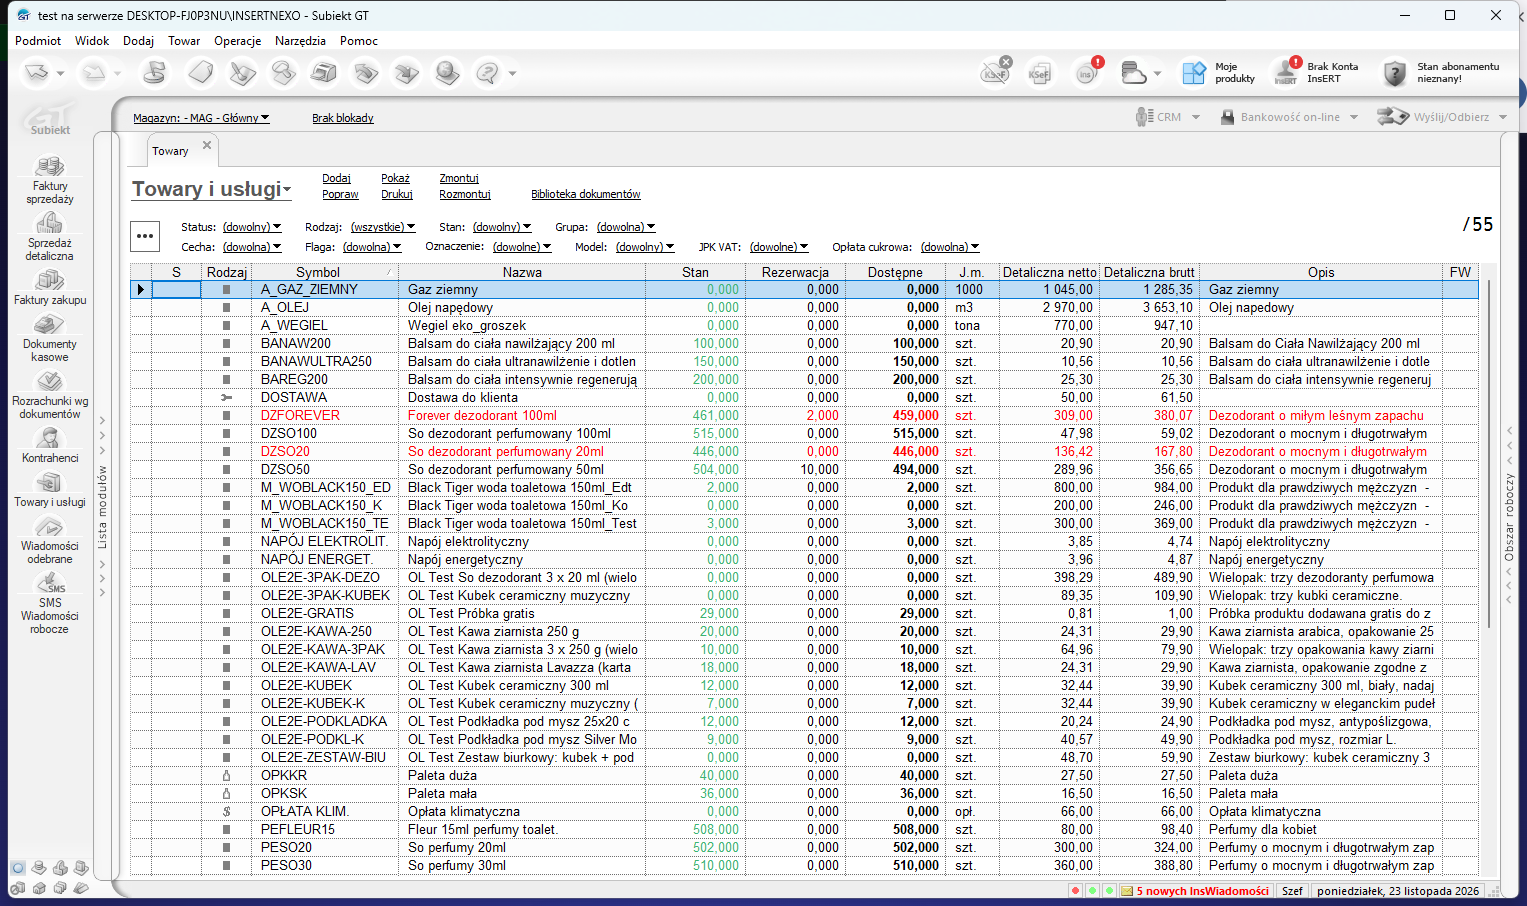 test na serwerze DESKTOP-FJ0P3NU\INSERTNEXO - Subiekt GT
Podmiot Widok Dodaj Towar Operacje Narzędzia Pomoc
KSeF KSeF ins Moje produkty InsERT Brak Konta InsERT Stan abonamentu nieznany!
GT Subiekt
Magazyn: - MAG - Główny Brak blokady CRM Bankowość on-line Wyślij/Odbierz
Towary
Towary i usługi Dodaj Pokaż Zmontuj
Popraw Drukuj Rozmontuj Biblioteka dokumentów
... Status: (dowolny) Rodzaj: (wszystkie) Stan: (dowolny) Grupa: (dowolna) /55
Cecha: (dowolna) Flaga: (dowolna) Oznaczenie: (dowolne) Model: (dowolny) JPK VAT: (dowolne) Opłata cukrowa: (dowolna)
S Rodzaj Symbol Nazwa Stan Rezerwacja Dostępne J.m. Detaliczna netto Detaliczna brutt Opis FW
A_GAZ_ZIEMNY Gaz ziemny 0,000 0,000 0,000 1000 1 045,00 1 285,35 Gaz ziemny
A_OLEJ Olej napędowy 0,000 0,000 0,000 m3 2 970,00 3 653,10 Olej napedowy
A_WEGIEL Wegiel eko_groszek 0,000 0,000 0,000 tona 770,00 947,10
BANAW200 Balsam do ciała nawilżający 200 ml 100,000 0,000 100,000 szt. 20,90 20,90 Balsam do Ciała Nawilżający 200 ml
BANAWULTRA250 Balsam do ciała ultranawilżenie i dotlen 150,000 0,000 150,000 szt. 10,56 10,56 Balsam do ciała ultranawilżenie i dotle
BAREG200 Balsam do ciała intensywnie regenerują 200,000 0,000 200,000 szt. 25,30 25,30 Balsam do ciała intensywnie regeneruj
DOSTAWA Dostawa do klienta 0,000 0,000 0,000 szt. 50,00 61,50
DZFOREVER Forever dezodorant 100ml 461,000 2,000 459,000 szt. 309,00 380,07 Dezodorant o miłym leśnym zapachu
DZSO100 So dezodorant perfumowany 100ml 515,000 0,000 515,000 szt. 47,98 59,02 Dezodorant o mocnym i długotrwałym
DZSO20 So dezodorant perfumowany 20ml 446,000 0,000 446,000 szt. 136,42 167,80 Dezodorant o mocnym i długotrwałym
DZSO50 So dezodorant perfumowany 50ml 504,000 10,000 494,000 szt. 289,96 356,65 Dezodorant o mocnym i długotrwałym
M_WOBLACK150_ED Black Tiger woda toaletowa 150ml_Edt 2,000 0,000 2,000 szt. 800,00 984,00 Produkt dla prawdziwych mężczyzn -
M_WOBLACK150_K Black Tiger woda toaletowa 150ml_Ko 0,000 0,000 0,000 szt. 200,00 246,00 Produkt dla prawdziwych mężczyzn -
M_WOBLACK150_TE Black Tiger woda toaletowa 150ml_Test 3,000 0,000 3,000 szt. 300,00 369,00 Produkt dla prawdziwych mężczyzn -
NAPÓJ ELEKTROLIT. Napój elektrolityczny 0,000 0,000 0,000 szt. 3,85 4,74 Napój elektrolityczny
NAPÓJ ENERGET. Napój energetyczny 0,000 0,000 0,000 szt. 3,96 4,87 Napój energetyczny
OLE2E-3PAK-DEZO OL Test So dezodorant 3 x 20 ml (wielo 0,000 0,000 0,000 szt. 398,29 489,90 Wielopak: trzy dezodoranty perfumowa
OLE2E-3PAK-KUBEK OL Test Kubek ceramiczny muzyczny 0,000 0,000 0,000 szt. 89,35 109,90 Wielopak: trzy kubki ceramiczne.
OLE2E-GRATIS OL Test Próbka gratis 29,000 0,000 29,000 szt. 0,81 1,00 Próbka produktu dodawana gratis do z
OLE2E-KAWA-250 OL Test Kawa ziarnista 250 g 20,000 0,000 20,000 szt. 24,31 29,90 Kawa ziarnista arabica, opakowanie 25
OLE2E-KAWA-3PAK OL Test Kawa ziarnista 3 x 250 g (wielo 10,000 0,000 10,000 szt. 64,96 79,90 Wielopak: trzy opakowania kawy ziarni
OLE2E-KAWA-LAV OL Test Kawa ziarnista Lavazza (karta 18,000 0,000 18,000 szt. 24,31 29,90 Kawa ziarnista, opakowanie zgodne z
OLE2E-KUBEK OL Test Kubek ceramiczny 300 ml 12,000 0,000 12,000 szt. 32,44 39,90 Kubek ceramiczny 300 ml, biały, nadaj
OLE2E-KUBEK-K OL Test Kubek ceramiczny muzyczny ( 7,000 0,000 7,000 szt. 32,44 39,90 Kubek ceramiczny w eleganckim pudeł
OLE2E-PODKLADKA OL Test Podkładka pod mysz 25x20 c 12,000 0,000 12,000 szt. 20,24 24,90 Podkładka pod mysz, antypoślizgowa,
OLE2E-PODKL-K OL Test Podkładka pod mysz Silver Mo 9,000 0,000 9,000 szt. 40,57 49,90 Podkładka pod mysz, rozmiar L.
OLE2E-ZESTAW-BIU OL Test Zestaw biurkowy: kubek + pod 0,000 0,000 0,000 szt. 48,70 59,90 Zestaw biurkowy: kubek ceramiczny 3
OPKKR Paleta duża 40,000 0,000 40,000 szt. 27,50 27,50 Paleta duża
OPKSK Paleta mała 36,000 0,000 36,000 szt. 16,50 16,50 Paleta mała
OPŁATA KLIM. Opłata klimatyczna 0,000 0,000 0,000 opł. 66,00 66,00 Opłata klimatyczna
PEFLEUR15 Fleur 15ml perfumy toalet. 508,000 0,000 508,000 szt. 80,00 98,40 Perfumy dla kobiet
PESO20 So perfumy 20ml 502,000 0,000 502,000 szt. 300,00 324,00 Perfumy o mocnym i długotrwałym zap
PESO30 So perfumy 30ml 510,000 0,000 510,000 szt. 360,00 388,80 Perfumy o mocnym i długotrwałym zap
Faktury
sprzedaży
Sprzedaż
detaliczna
Faktury zakupu
Dokumenty
kasowe
Rozrachunki wg
dokumentów
Kontrahenci
Towary i usługi
Wiadomości
odebrane
SMS
SMS
Wiadomości
robocze
Lista modułów
Obszar roboczy
5 nowych InsWiadomości Szef poniedziałek, 23 listopada 2026